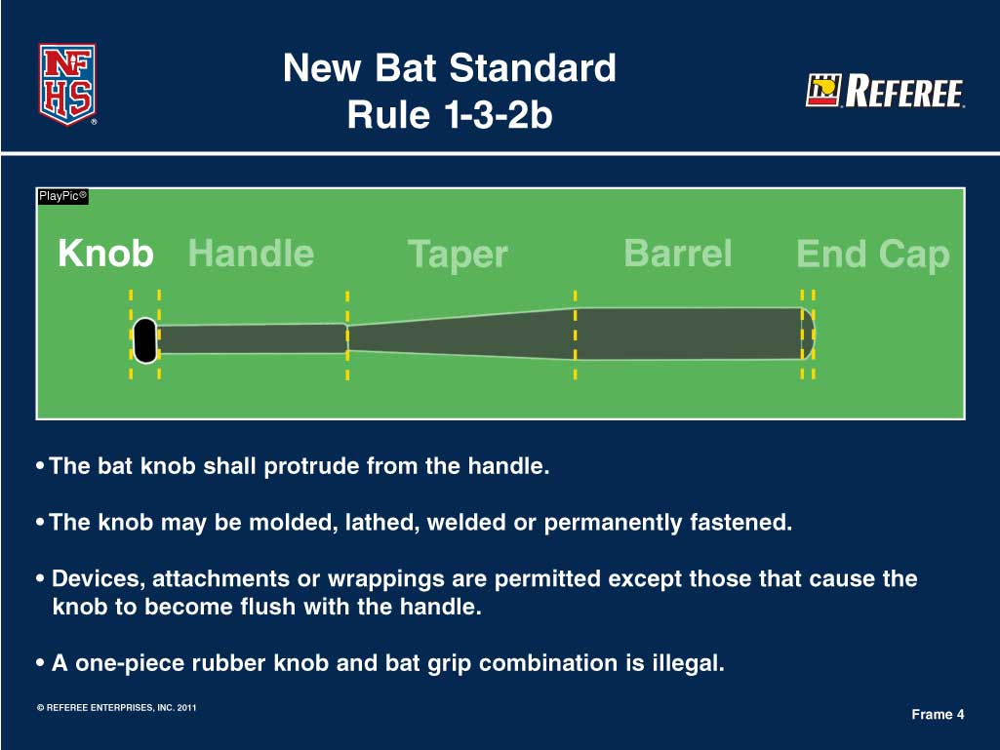 NF
HS
®
New Bat Standard
Rule 1-3-2b
REFEREE.
PlayPic®
Knob Handle Taper Barrel End Cap
• The bat knob shall protrude from the handle.
• The knob may be molded, lathed, welded or permanently fastened.
• Devices, attachments or wrappings are permitted except those that cause the
knob to become flush with the handle.
• A one-piece rubber knob and bat grip combination is illegal.
© REFEREE ENTERPRISES, INC. 2011
Frame 4